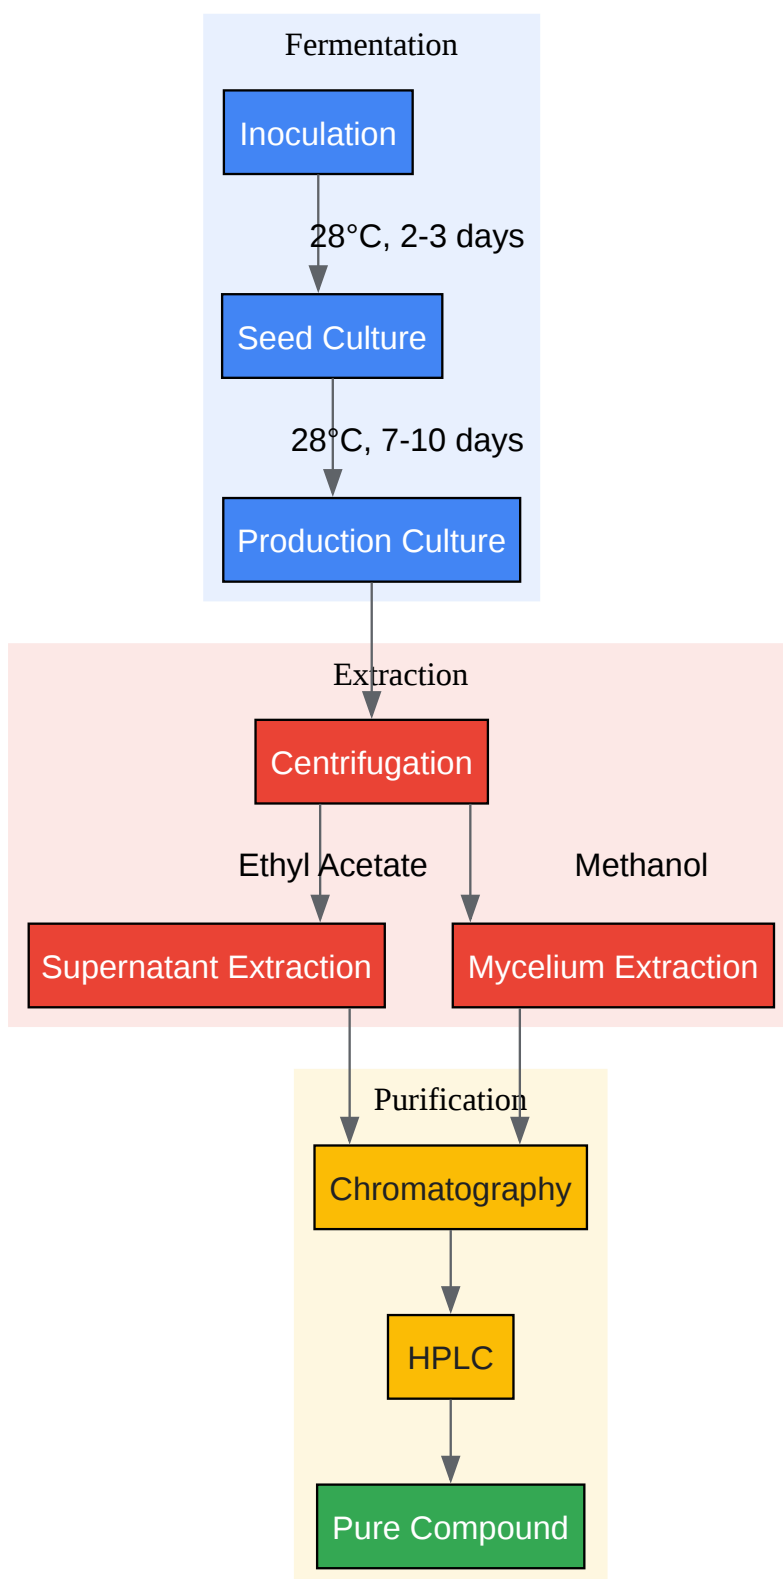 Fermentation
Inoculation
28°C, 2-3 days
Seed Culture
28°C, 7-10 days
Production Culture
Extraction
Centrifugation
Ethyl Acetate
Methanol
Supernatant Extraction
Mycelium Extraction
Purification
Chromatography
HPLC
Pure Compound